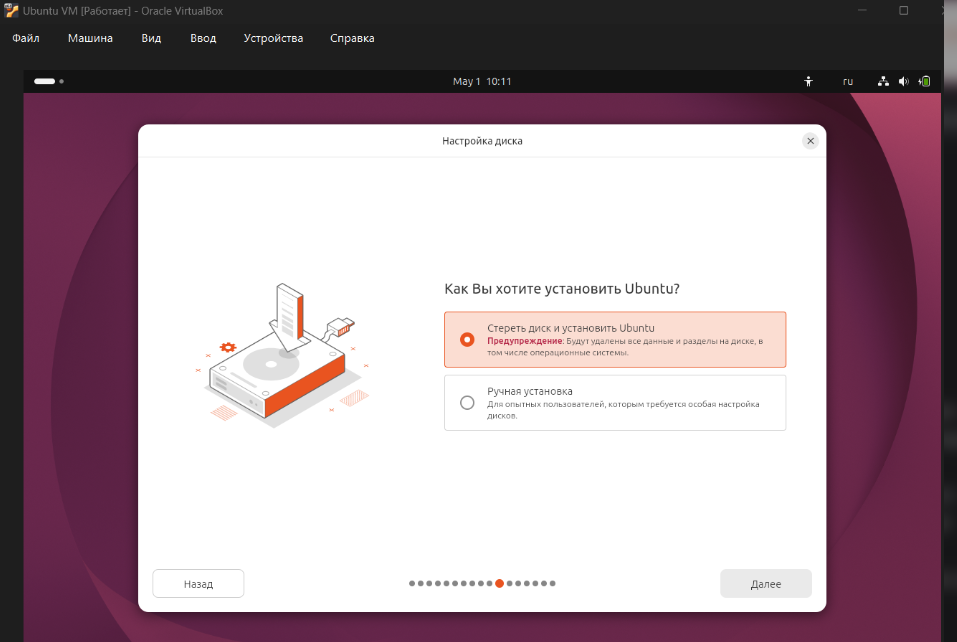 Ubuntu VM [Работает] - Oracle VirtualBox
Файл Машина Вид Ввод Устройства Справка
May 1 10:11
ru
Настройка диска
Как Вы хотите установить Ubuntu?
Стереть диск и установить Ubuntu
Предупреждение: Будут удалены все данные и разделы на диске, в
том числе операционные системы.
Ручная установка
Для опытных пользователей, которым требуется особая настройка
дисков.
Назад
Далее